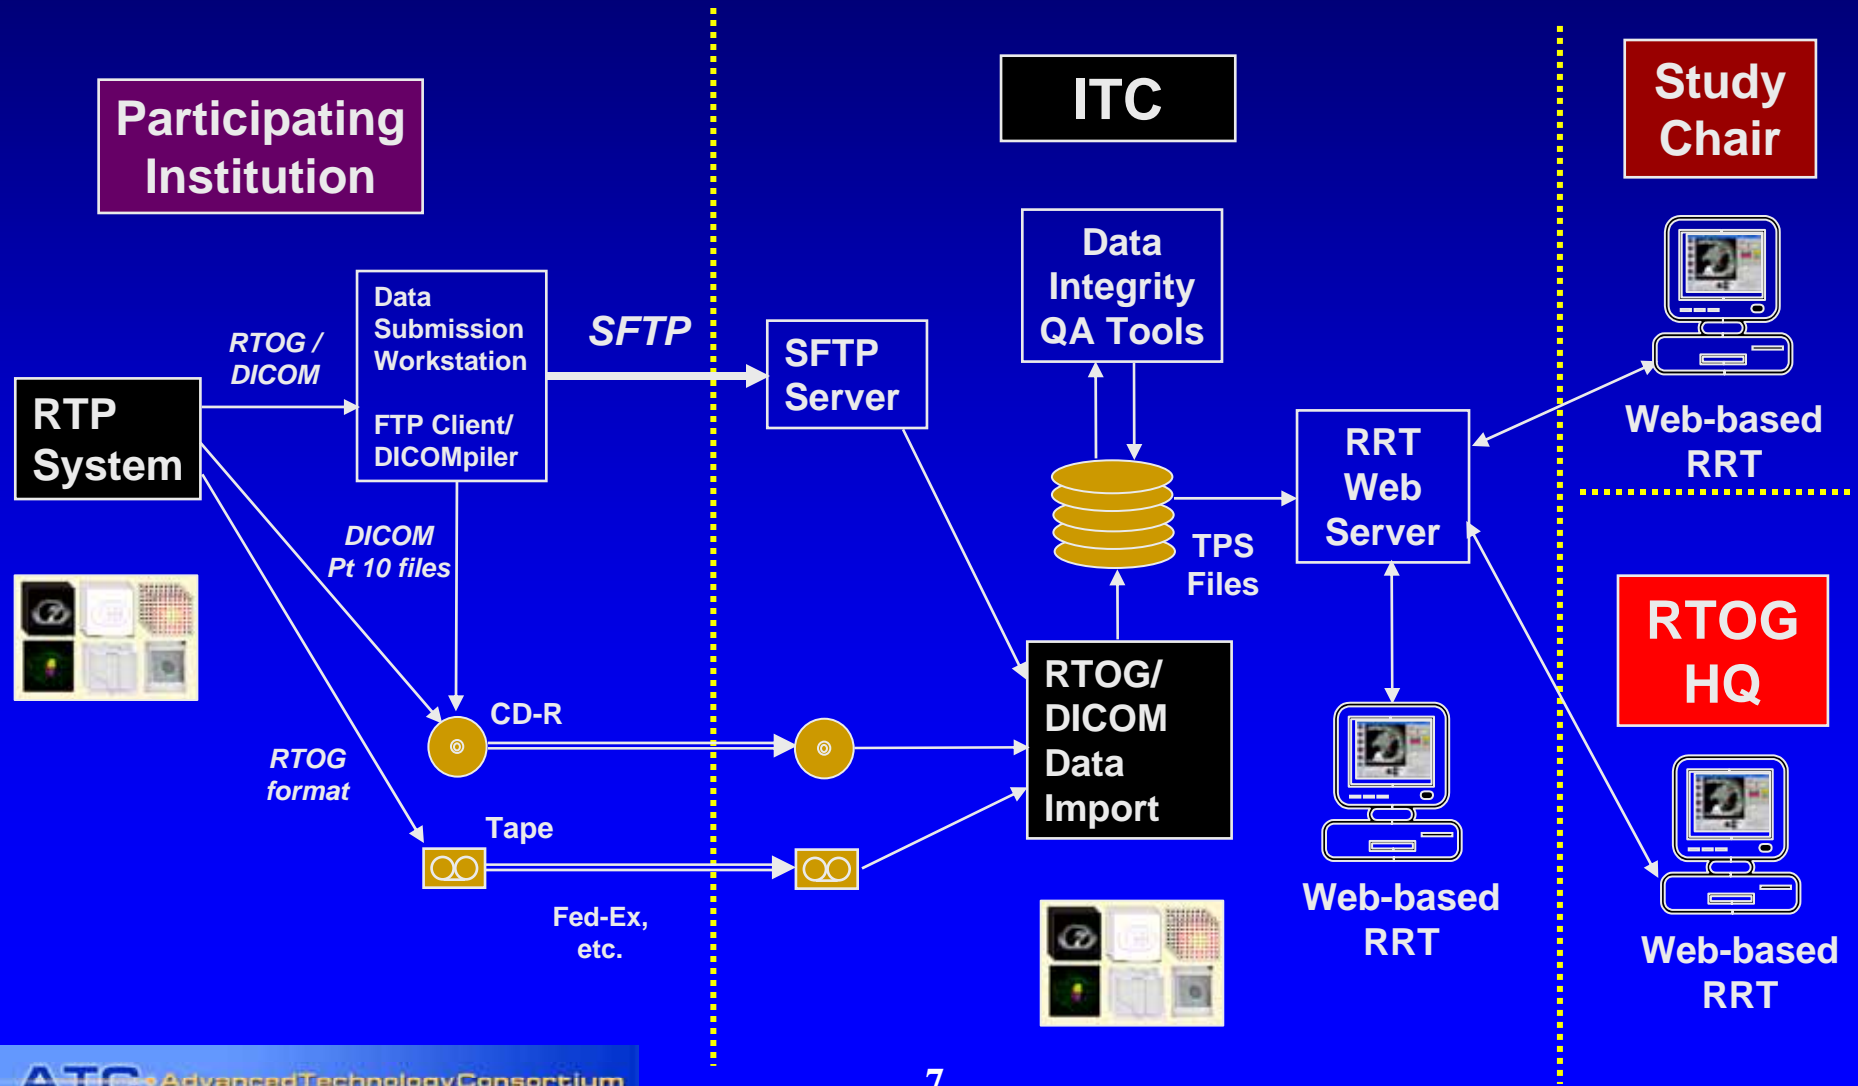 Participating
Institution
ITC
Study
Chair
Data
Integrity
QA Tools
Data
Submission
Workstation
FTP Client/
DICOMpiler
RTOG /
DICOM
SFTP
SFTP
Server
RTP
System
RRT
Web
Server
Web-based
RRT
DICOM
Pt 10 files
TPS
Files
RTOG
HQ
RTOG/
DICOM
Data
Import
CD-R
RTOG
format
Tape
Fed-Ex,
etc.
Web-based
RRT
Web-based
RRT
ATC AdvancedTechnologyConsortium
7